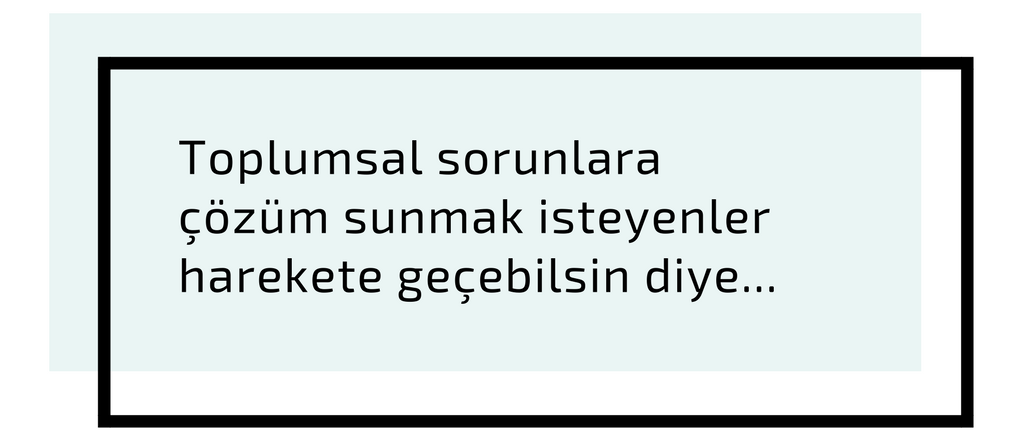 Toplumsal sorunlara
çözüm sunmak isteyenler
harekete geçebilsin diye...